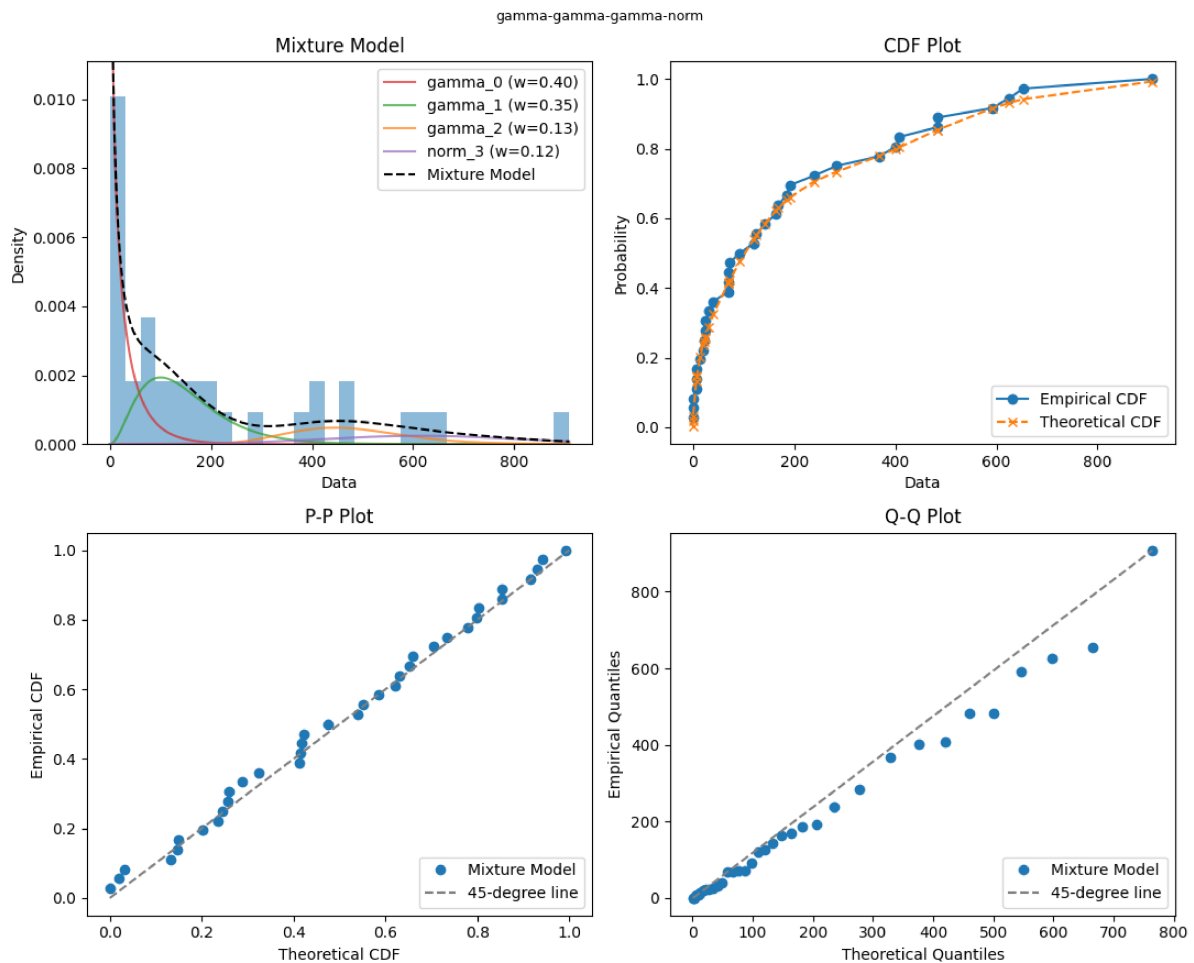 gamma-gamma-gamma-norm
Mixture Model
Density
0.010
0.008
0.006
0.004
0.002
0.000
gamma_0 (w=0.40)
gamma_1 (w=0.35)
gamma_2 (w=0.13)
norm_3 (w=0.12)
Mixture Model
0 200 400 600 800
Data
CDF Plot
Probability
1.0
0.8
0.6
0.4
0.2
0.0
Empirical CDF
Theoretical CDF
0 200 400 600 800
Data
P-P Plot
Empirical CDF
1.0
0.8
0.6
0.4
0.2
0.0
Mixture Model
45-degree line
0.0 0.2 0.4 0.6 0.8 1.0
Theoretical CDF
Q-Q Plot
Empirical Quantiles
800
600
400
200
0
Mixture Model
45-degree line
0 100 200 300 400 500 600 700 800
Theoretical Quantiles